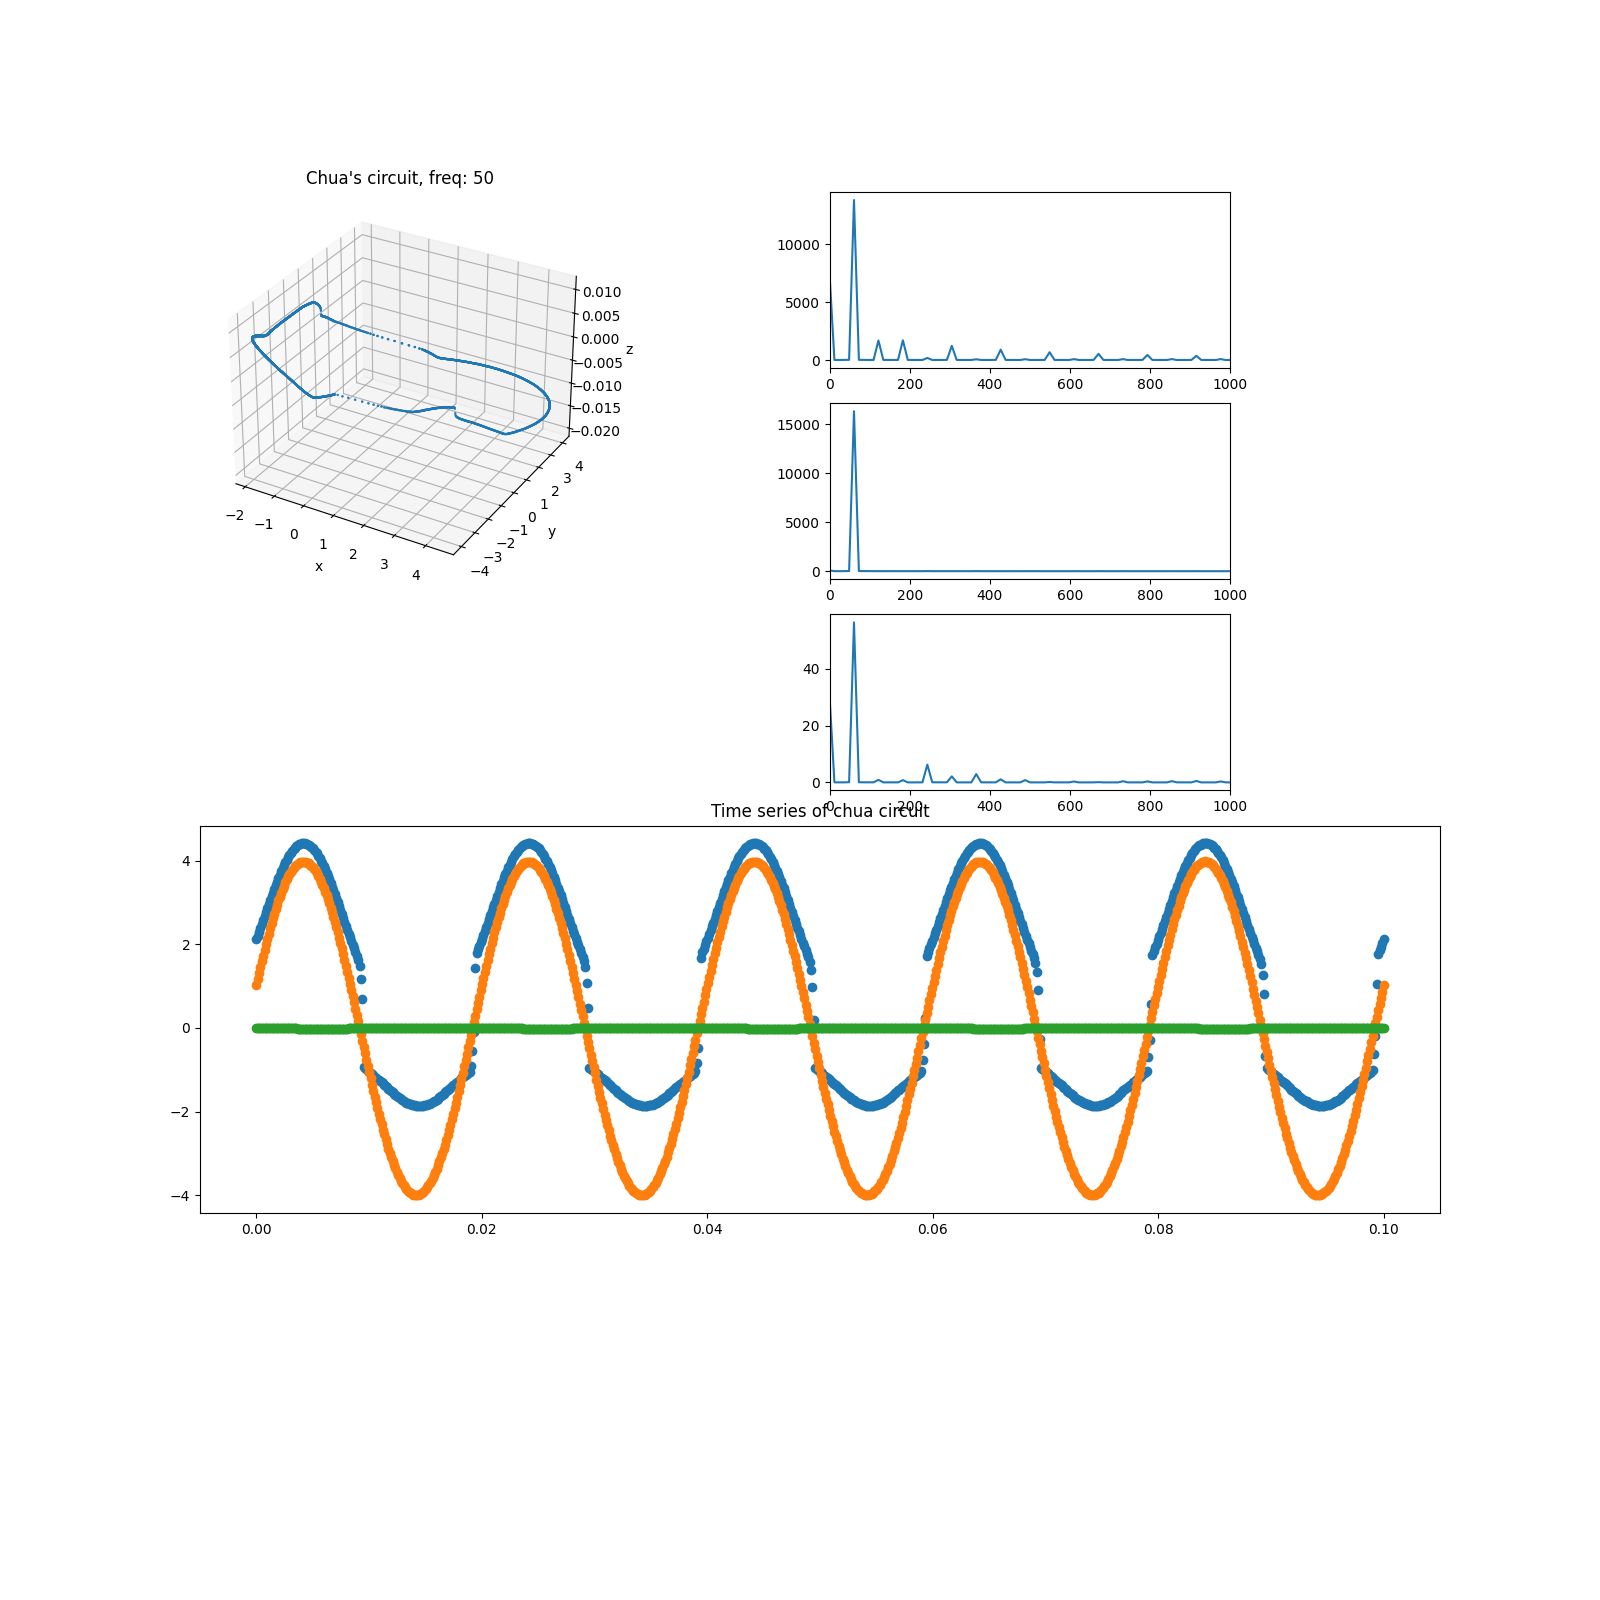 Chua's circuit, freq: 50
0.010
0.005
0.000
−0.005
−0.010
−0.015
−0.020
z
−2 −1 0 1 2 3 4
x
−4 −3 −2 −1 0 1 2 3 4
y
10000
5000
0
0 200 400 600 800 1000
15000
10000
5000
0
0 200 400 600 800 1000
40
20
0
0 200 400 600 800 1000
Time series of chua circuit
4
2
0
−2
−4
0.00 0.02 0.04 0.06 0.08 0.10